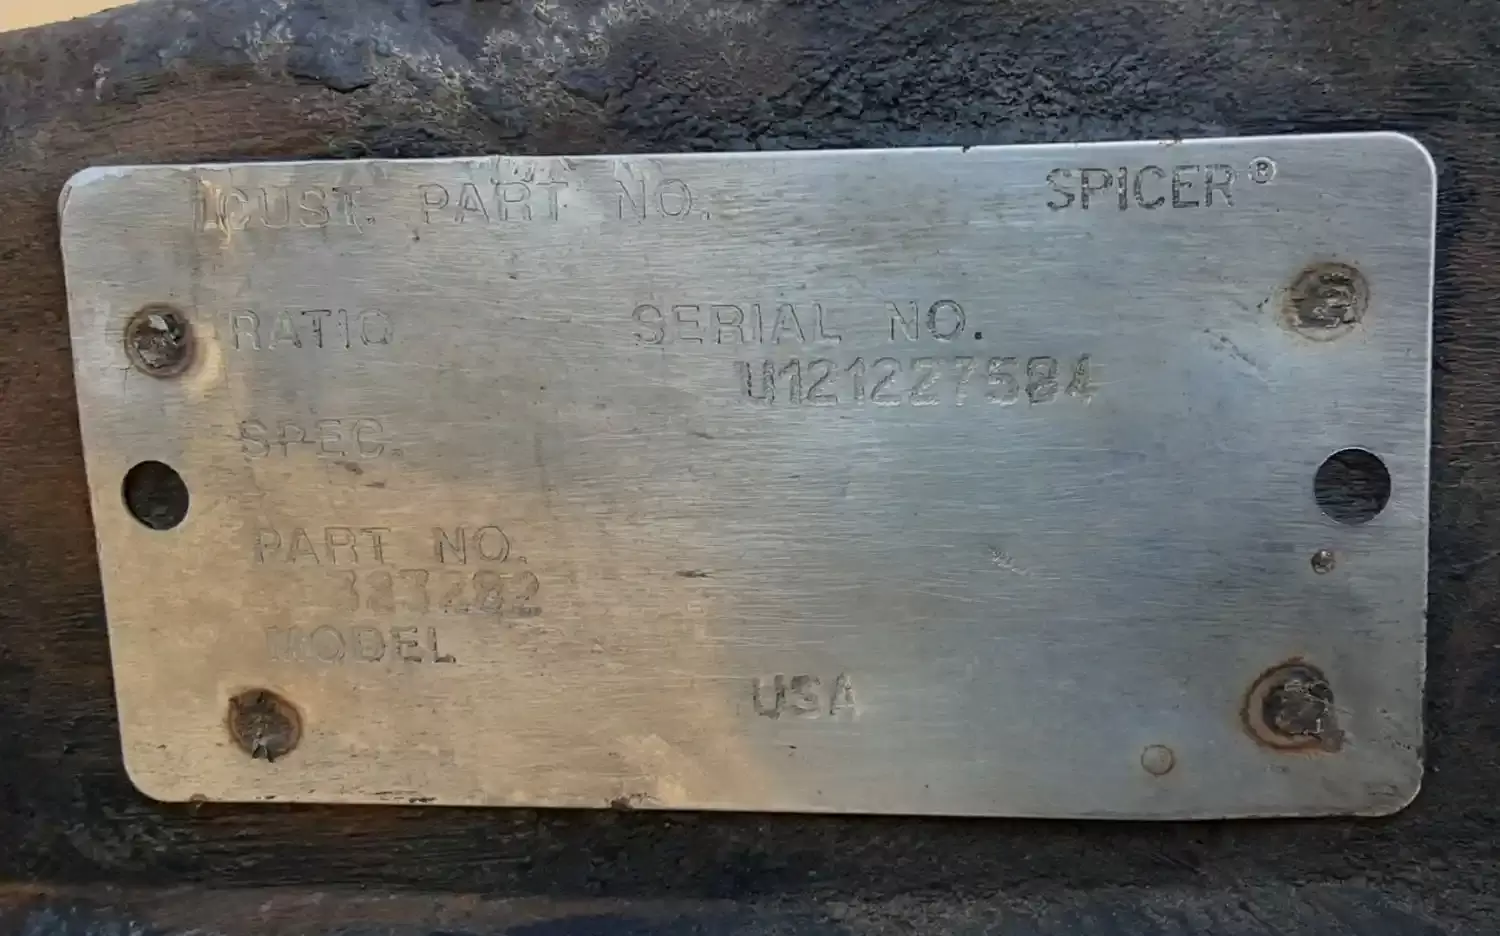 CUST. PART NO. SPICER®
RATIO SERIAL NO.
U121227584
SPEC.
PART NO.
MODEL
USA